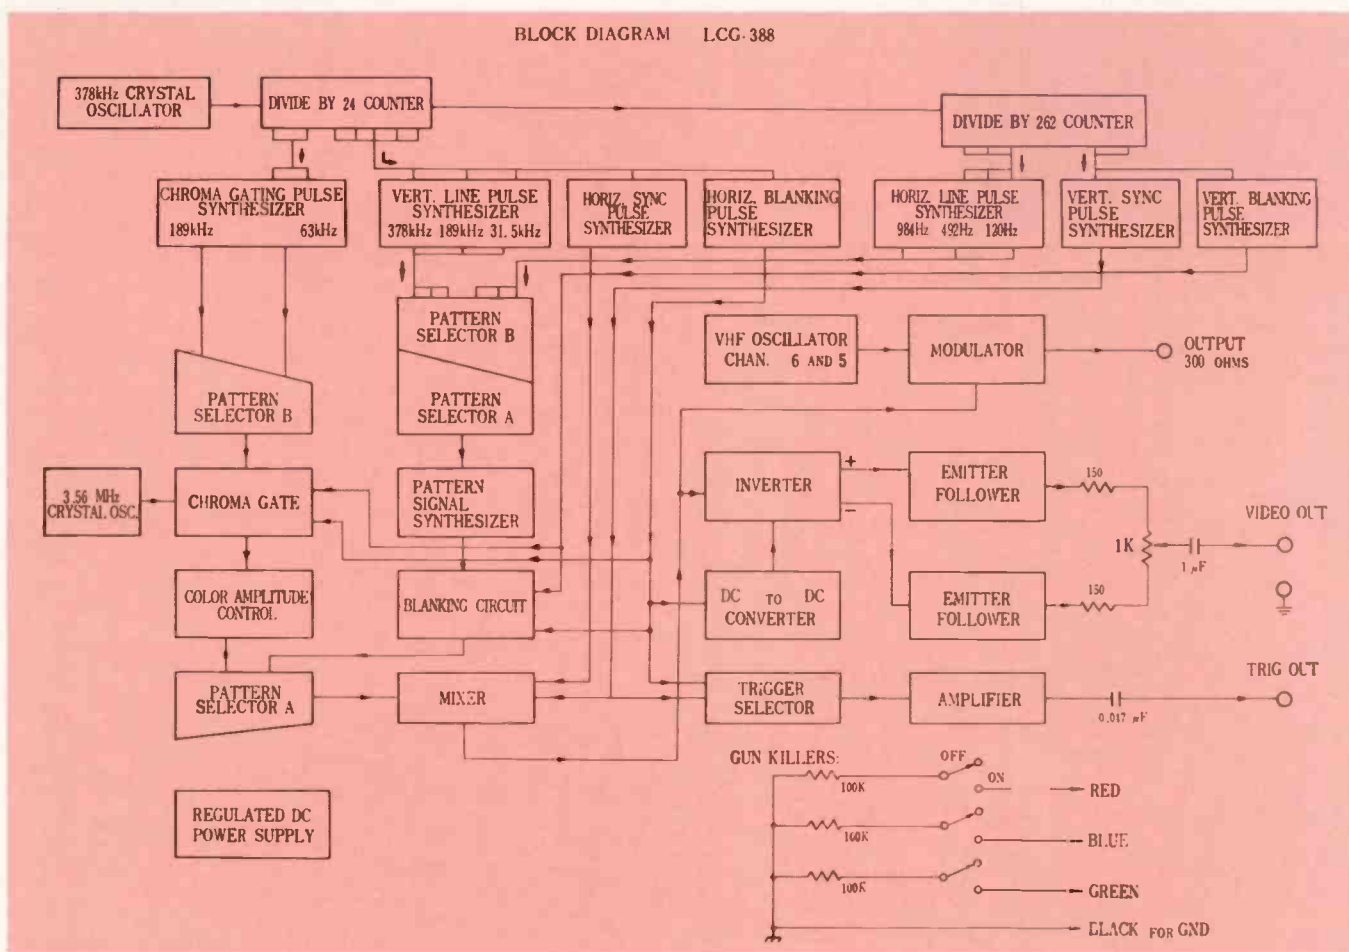 BLOCK DIAGRAM LCG-388
378kHz CRYSTAL
OSCILLATOR
DIVIDE BY 24 COUNTER
DIVIDE BY 262 COUNTER
CHROMA GATING PULSE
SYNTHESIZER
189kHz 63kHz
VERT. LINE PULSE
SYNTHESIZER
378kHz 189kHz 31.5kHz
HORIZ. SYNC
PULSE
SYNTHESIZER
HORIZ. BLANKING
PULSE
SYNTHESIZER
HORIZ LINE PULSE
SYNTHESIZER
984Hz 492Hz 120Hz
VERT. SYNC
PULSE
SYNTHESIZER
VERT. BLANKING
PULSE
SYNTHESIZER
PATTERN
SELECTOR B
PATTERN
SELECTOR A
PATTERN
SELECTOR B
VHF OSCILLATOR
CHAN. 6 AND 5
MODULATOR
OUTPUT
300 OHMS
3.56 MHz
CRYSTAL OSC.
CHROMA GATE
PATTERN
SIGNAL
SYNTHESIZER
INVERTER
+
−
EMITTER
FOLLOWER
150
VIDEO OUT
1K
1 μF
COLOR AMPLITUDE
CONTROL
BLANKING CIRCUIT
DC TO DC
CONVERTER
EMITTER
FOLLOWER
150
PATTERN
SELECTOR A
MIXER
TRIGGER
SELECTOR
AMPLIFIER
0.047 μF
TRIG OUT
GUN KILLERS:
OFF
ON
100K
RED
100K
BLUE
100K
GREEN
BLACK FOR GND
REGULATED DC
POWER SUPPLY